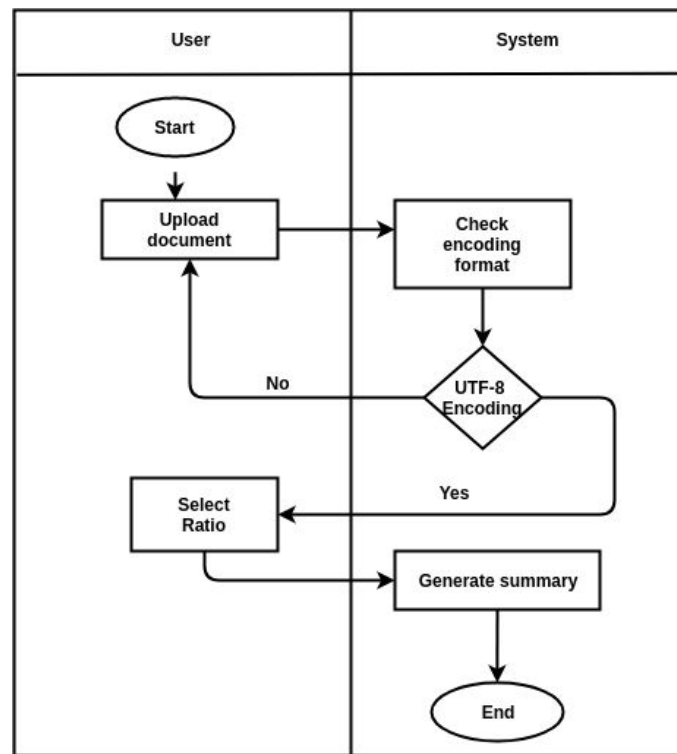 User
System
Start
Upload
document
Check
encoding
format
UTF-8
Encoding
No
Yes
Select
Ratio
Generate summary
End